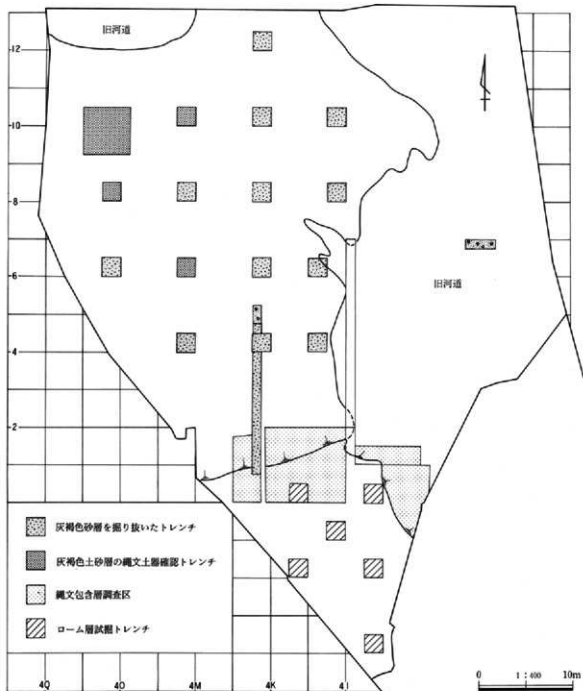 旧河道
12
10
8
6
旧河道
4
2
灰褐色砂層を掘り抜いたトレンチ
灰褐色土砂層の縄文土器確認トレンチ
縄文包含層調査区
ローム層試掘トレンチ
4Q 4O 4M 4K 4I
0 1:400 10m